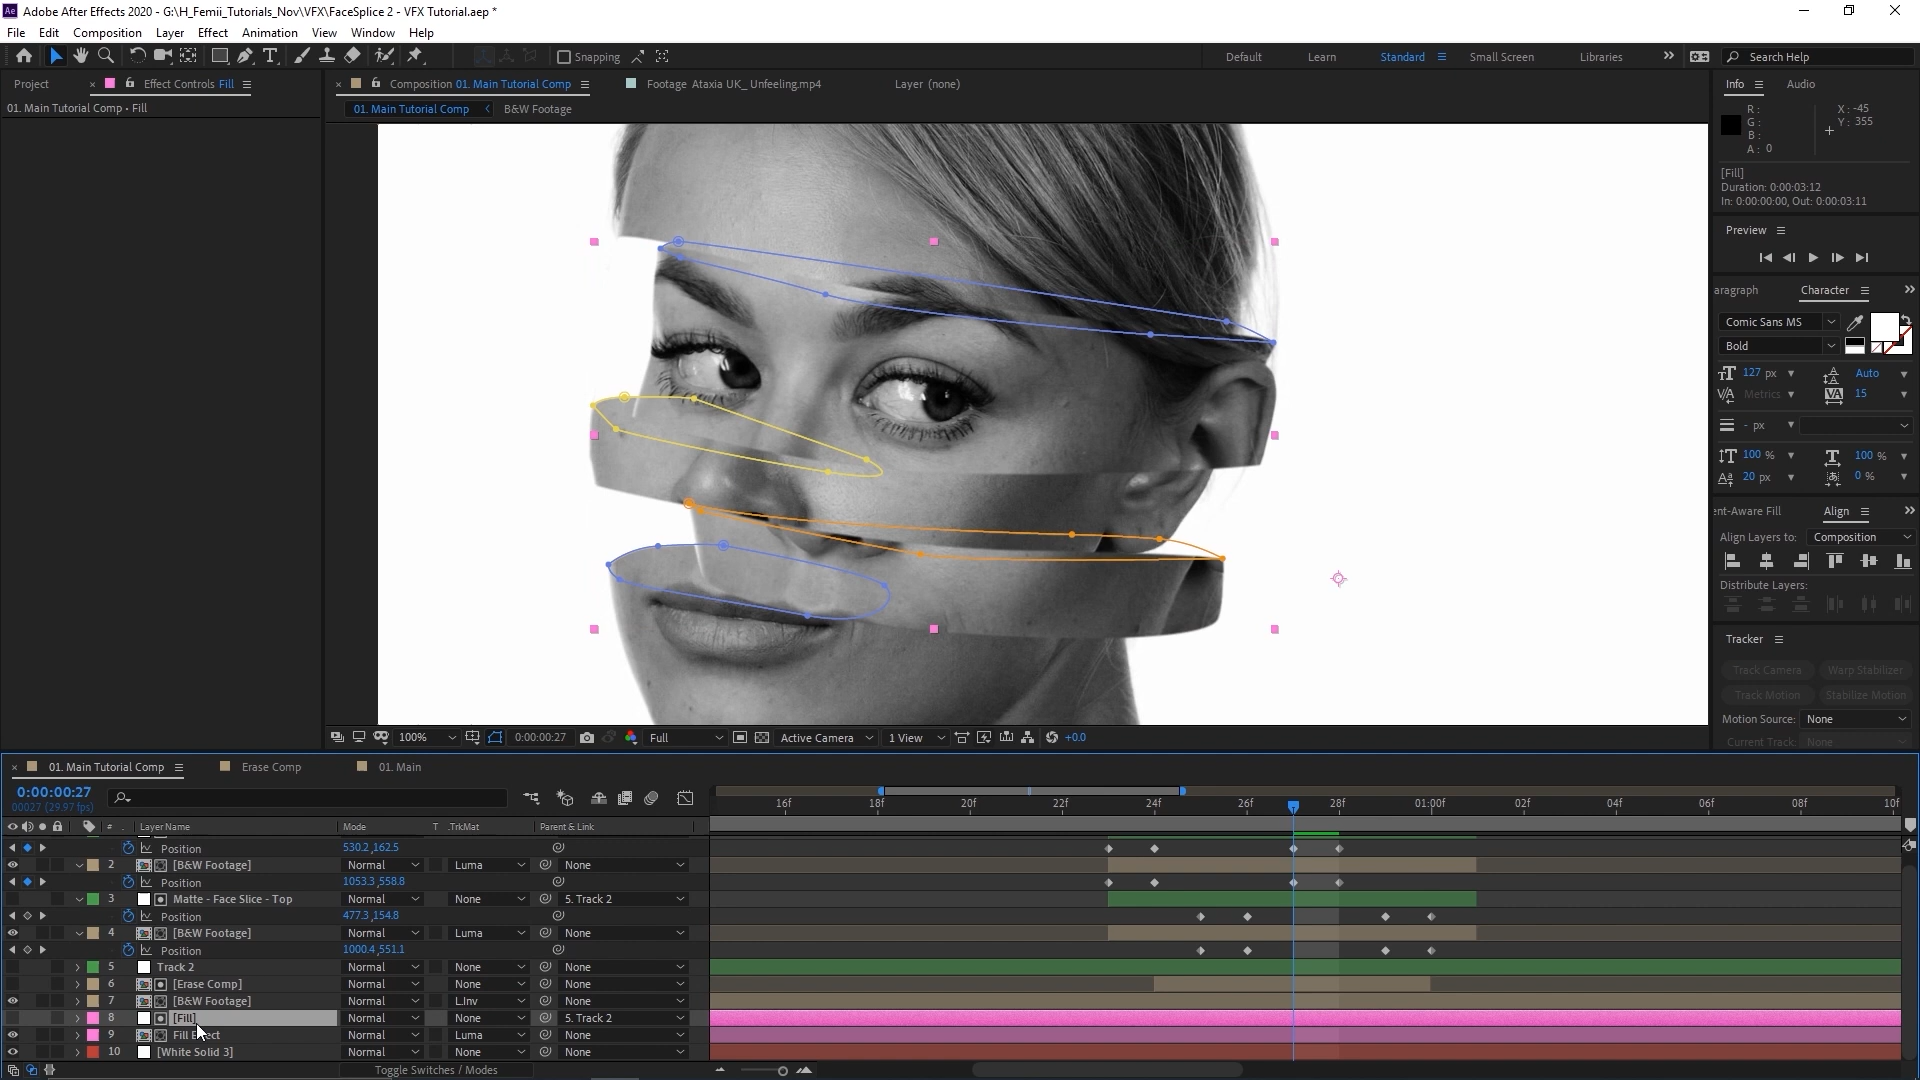 Adobe After Effects 2020 - G:\H_Femii_Tutorials_Nov\VFX\FaceSplice 2 - VFX Tutorial.aep *
File Edit Composition Layer Effect Animation View Window Help
Snapping
Default Learn Standard Small Screen Libraries Search Help
Project Effect Controls Fill
01. Main Tutorial Comp • Fill
Composition 01. Main Tutorial Comp Footage Ataxia UK_ Unfeeling.mp4 Layer (none)
01. Main Tutorial Comp B&W Footage
Info Audio
R :
G :
B :
A : 0
X : -45
Y : 355
[Fill]
Duration: 0:00:03:12
In: 0:00:00:00, Out: 0:00:03:11
Preview
aragraph Character
Comic Sans MS
Bold
127 px Auto
Metrics 15
- px
100 % 100 %
20 px 0 %
ent-Aware Fill Align
Align Layers to: Composition
Distribute Layers:
Tracker
Track Camera Warp Stabilizer
Track Motion Stabilize Motion
Motion Source: None
Current Track: None
100% 0:00:00:27 Full Active Camera 1 View +0.0
01. Main Tutorial Comp Erase Comp 01. Main
0:00:00:27
00027 (29.97 fps)
16f 18f 20f 22f 24f 26f 28f 01:00f 02f 04f 06f 08f 10f
# Layer Name Mode T .TrkMat Parent & Link
Position 530.2 ,162.5
2 [B&W Footage] Normal Luma None
Position 1053.3 ,558.8
3 Matte - Face Slice - Top Normal None 5. Track 2
Position 477.3 ,154.8
4 [B&W Footage] Normal Luma None
Position 1000.4 ,551.1
5 Track 2 Normal None None
6 [Erase Comp] Normal None None
7 [B&W Footage] Normal L.Inv None
8 [Fill] Normal None 5. Track 2
9 Fill Effect Normal Luma None
10 [White Solid 3] Normal None None
Toggle Switches / Modes